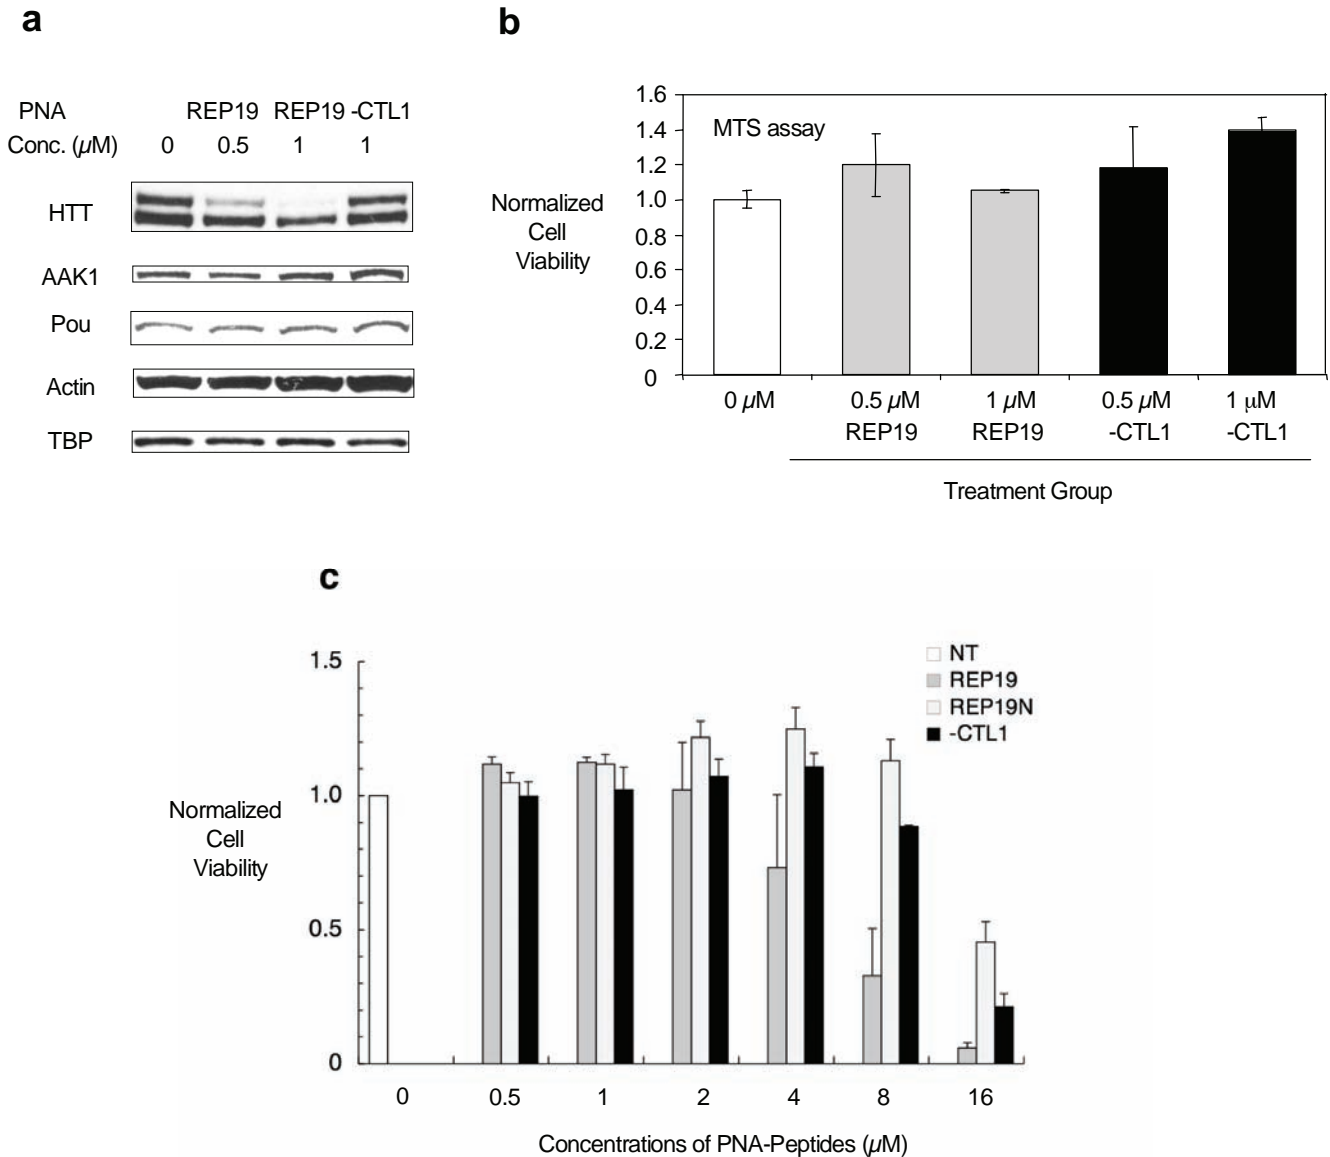 a
PNA REP19 REP19 -CTL1
Conc. (µM) 0 0.5 1 1
HTT
AAK1
Pou
Actin
TBP
b
MTS assay
Normalized
Cell
Viability
1.6
1.4
1.2
1.0
0.8
0.6
0.4
0.2
0
0 µM 0.5 µM 1 µM 0.5 µM 1 µM
REP19 REP19 -CTL1 -CTL1
Treatment Group
c
NT
REP19
REP19N
-CTL1
Normalized
Cell
Viability
1.5
1.0
0.5
0
0 0.5 1 2 4 8 16
Concentrations of PNA-Peptides (µM)